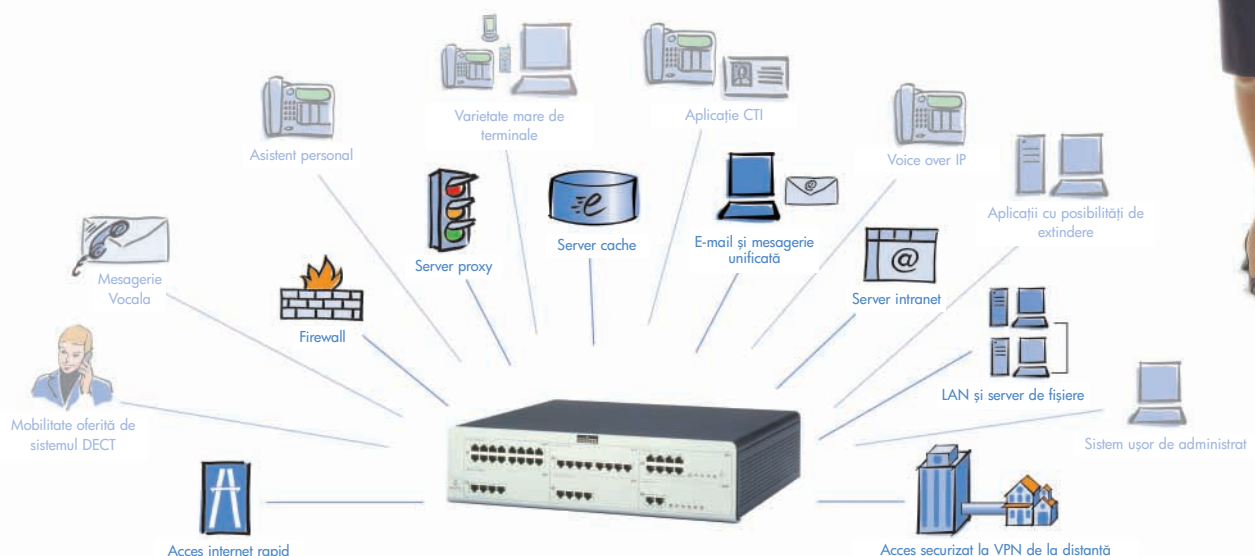 Varietate mare de
terminale
Aplicație CTI
Asistent personal
Voice over IP
Aplicații cu posibilități de
extindere
Server proxy
Server cache
E-mail și mesagerie
unificată
Server intranet
Mesagerie
Vocala
Firewall
LAN și server de fișiere
Mobilitate oferită de
sistemul DECT
Sistem ușor de administrat
Acces internet rapid
Acces securizat la VPN de la distanță